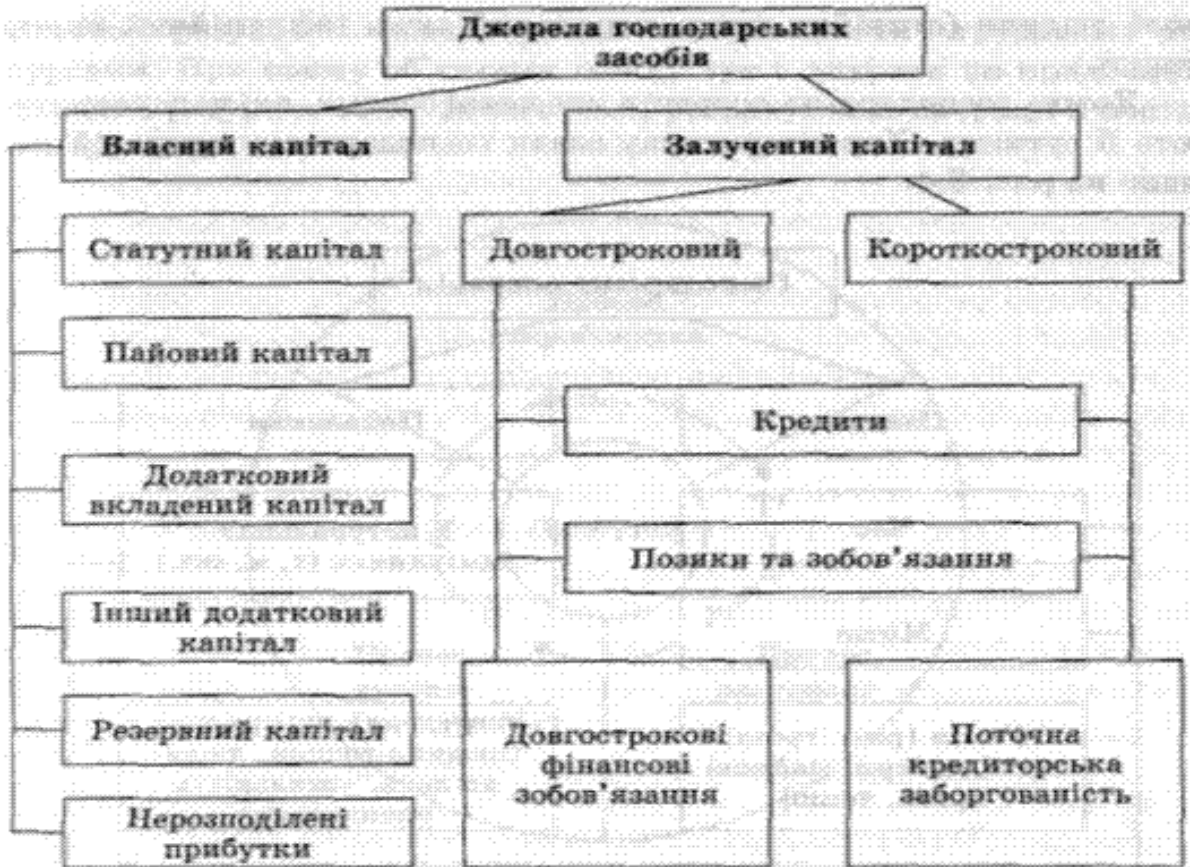 Джерела господарських
засобів
Власний капітал
Залучений капітал
Статутний капітал
Довгостроковий
Короткостроковий
Пайовий капітал
Кредити
Додатковий
вкладений капітал
Позики та зобов'язання
Інший додатковий
капітал
Резервний капітал
Довгострокові
фінансові
зобов'язання
Поточна
кредиторська
заборгованість
Нерозподілені
прибутки